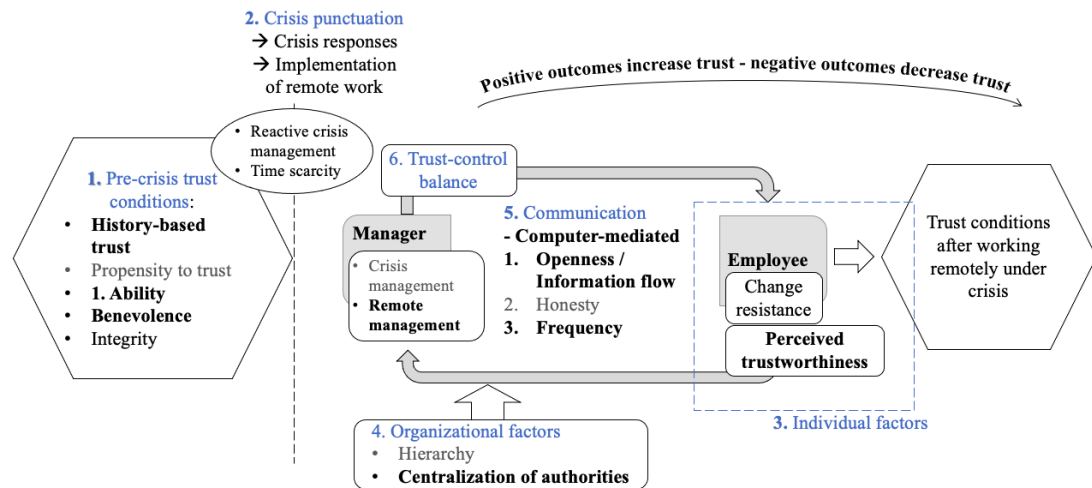 2. Crisis punctuation
→ Crisis responses
→ Implementation
of remote work
Positive outcomes increase trust - negative outcomes decrease trust
• Reactive crisis
management
• Time scarcity
1. Pre-crisis trust
conditions:
• History-based
trust
• Propensity to trust
• 1. Ability
• Benevolence
• Integrity
6. Trust-control
balance
Manager
• Crisis
management
• Remote
management
5. Communication
- Computer-mediated
1. Openness /
Information flow
2. Honesty
3. Frequency
Employee
Change
resistance
Perceived
trustworthiness
3. Individual factors
Trust conditions
after working
remotely under
crisis
4. Organizational factors
• Hierarchy
• Centralization of authorities